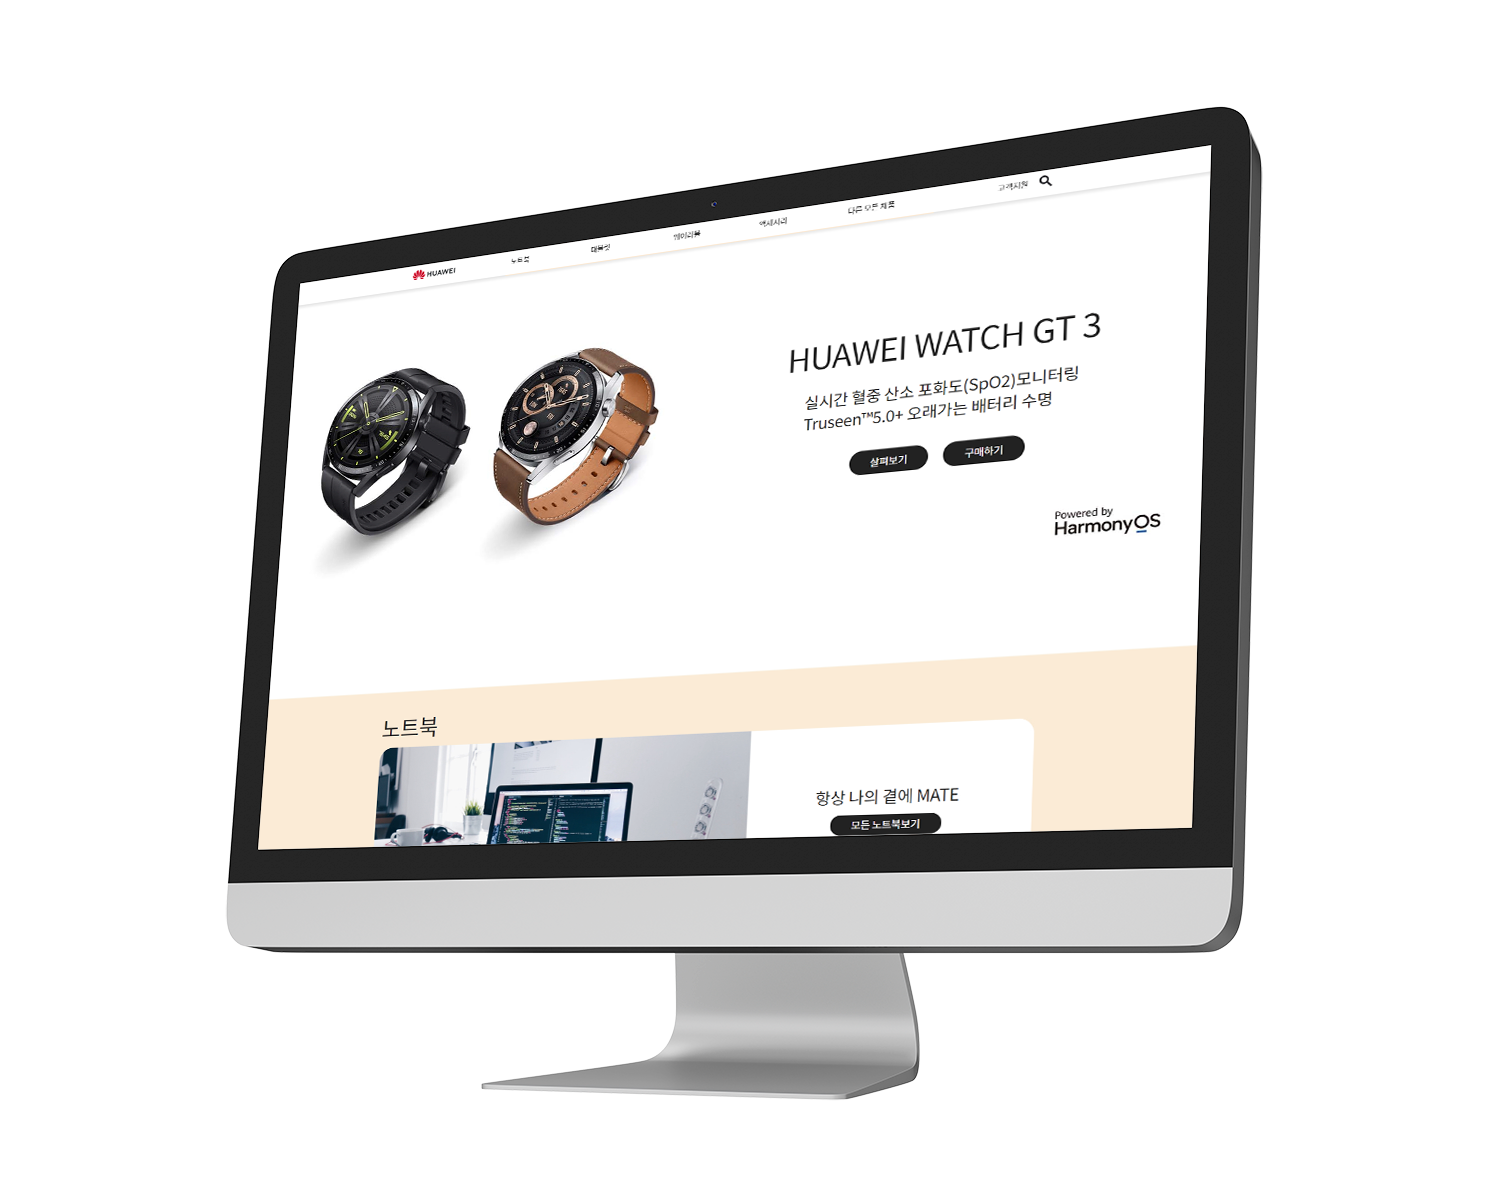 HUAWEI
노트북
태블릿
웨어러블
액세서리
다른 모든 제품
고객지원
HUAWEI WATCH GT 3
실시간 혈중 산소 포화도(SpO2)모니터링
Truseen™5.0+ 오래가는 배터리 수명
살펴보기
구매하기
Powered by
HarmonyOS
노트북
항상 나의 곁에 MATE
모든 노트북보기